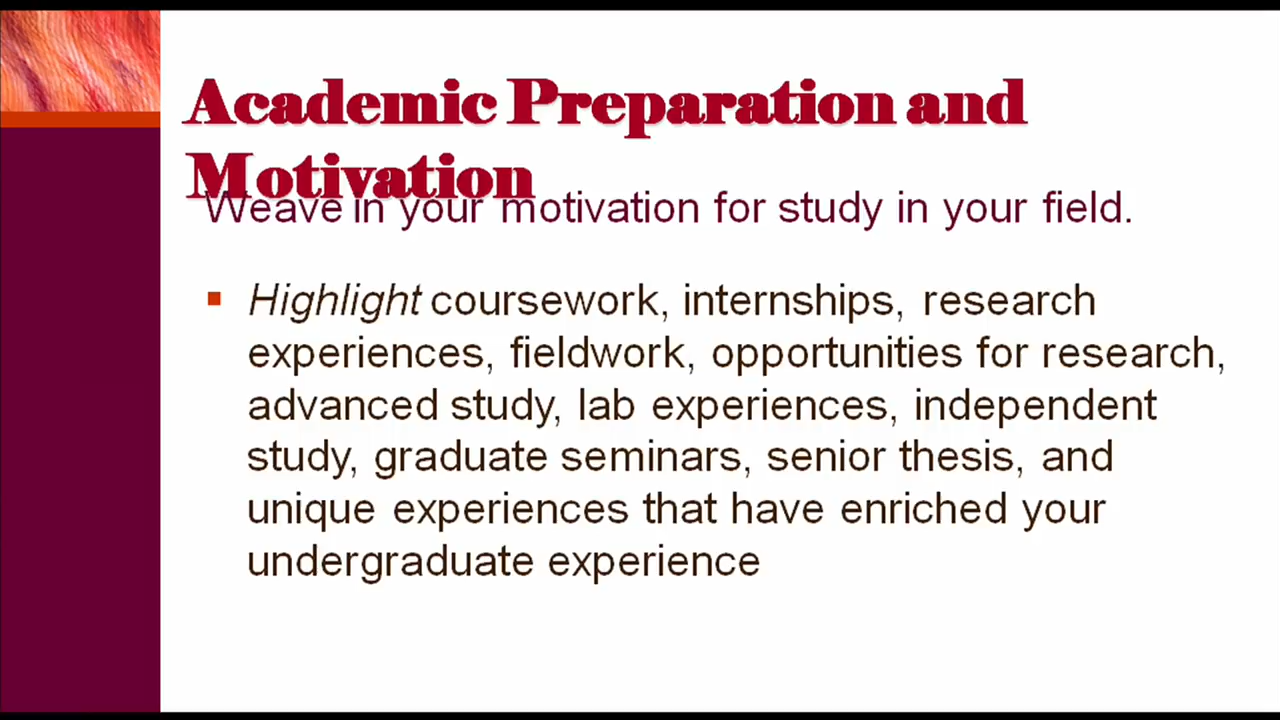 Academic Preparation and
Motivation
Weave in your motivation for study in your field.
Highlight coursework, internships, research
experiences, fieldwork, opportunities for research,
advanced study, lab experiences, independent
study, graduate seminars, senior thesis, and
unique experiences that have enriched your
undergraduate experience